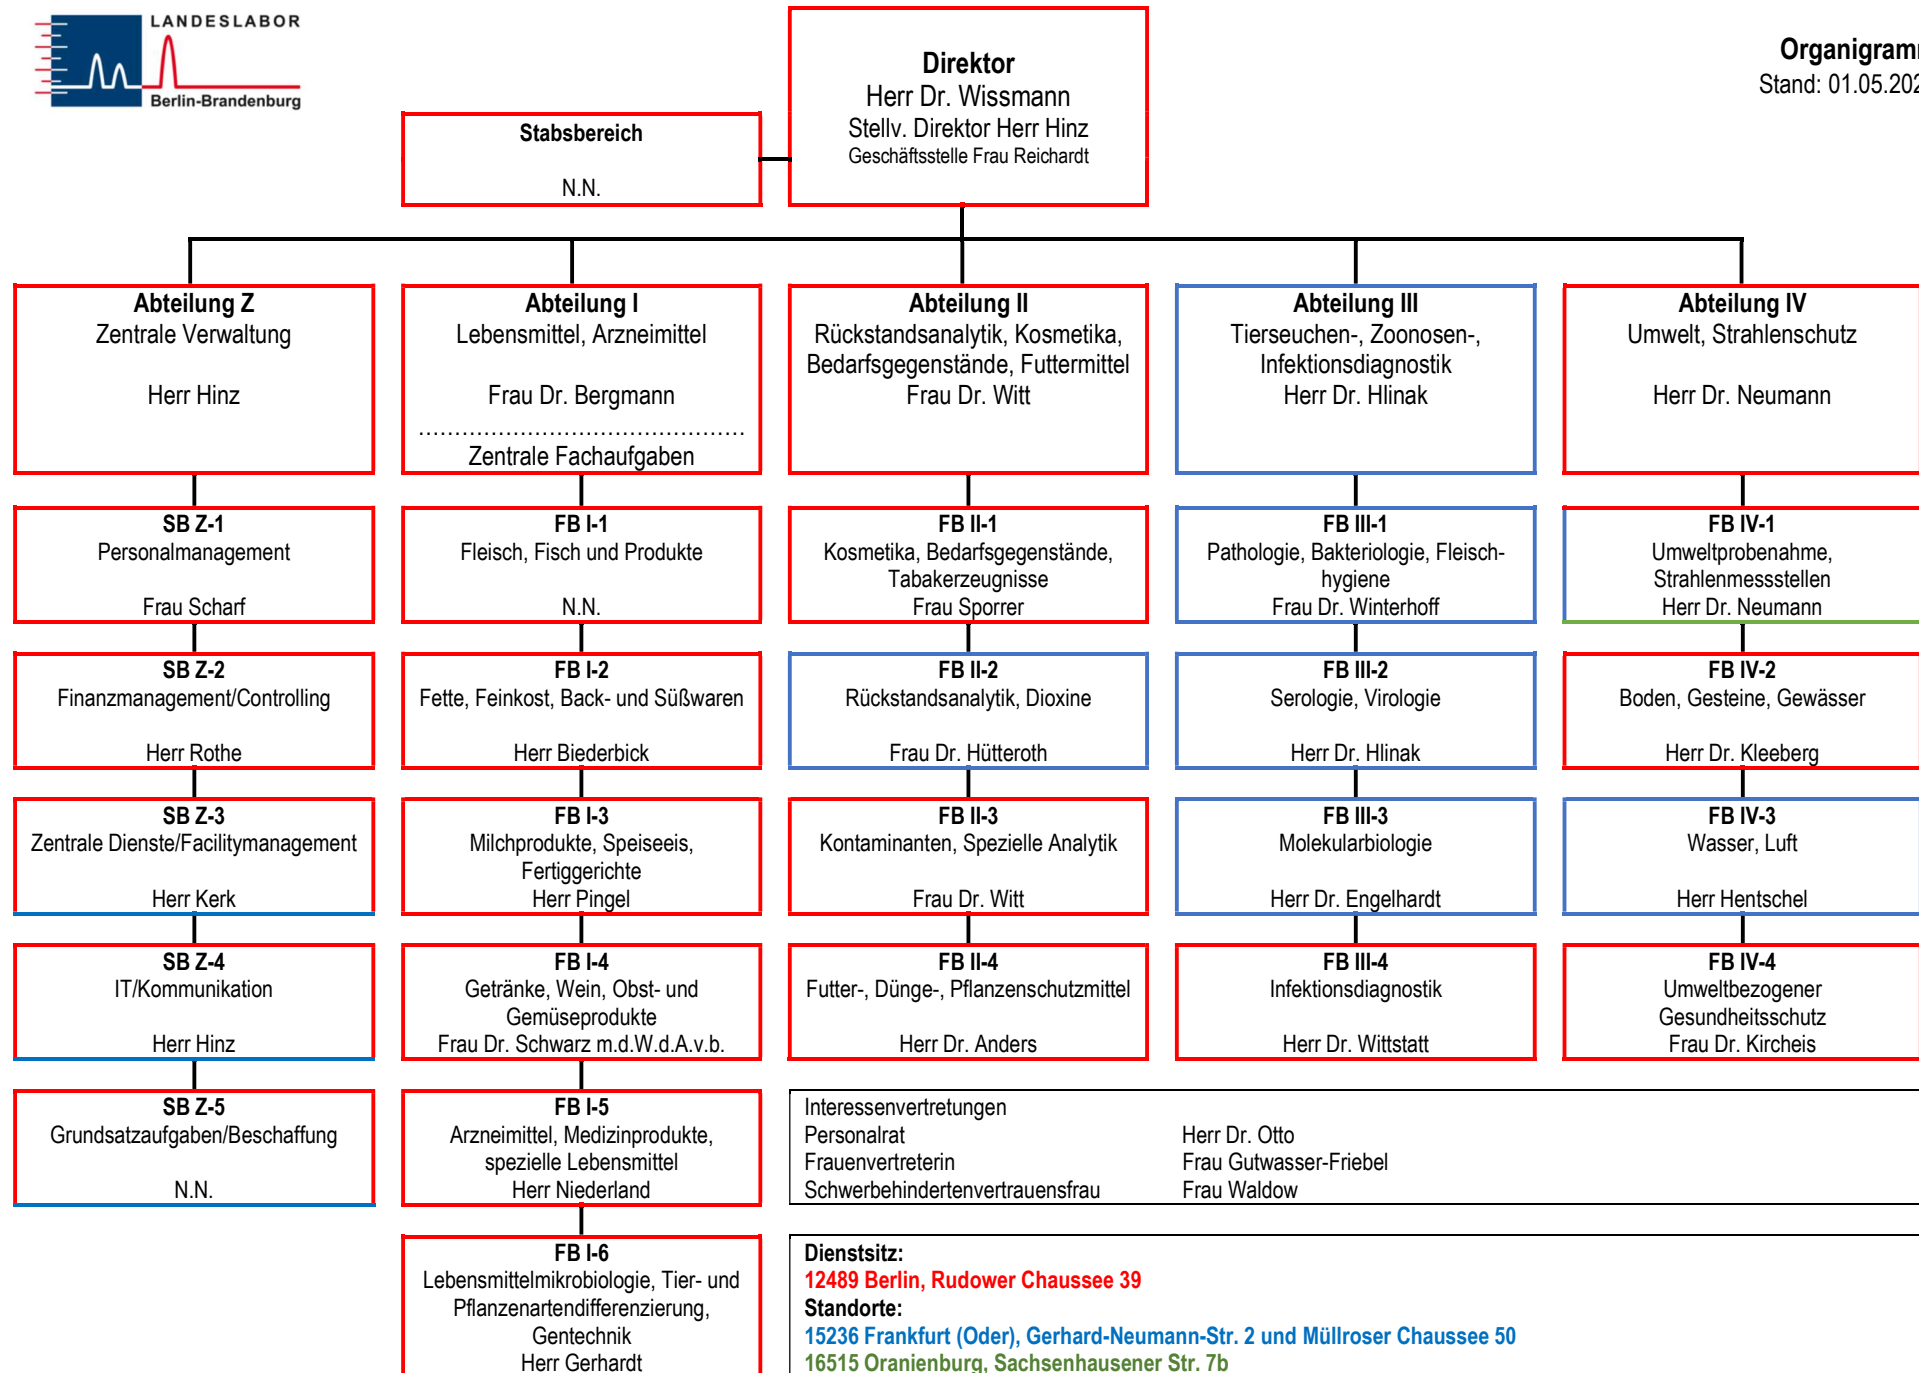 LANDESLABOR
Berlin-Brandenburg
Direktor
Herr Dr. Wissmann
Stellv. Direktor Herr Hinz
Geschäftsstelle Frau Reichardt
Organigramm
Stand: 01.05.202
Stabsbereich
N.N.
Abteilung Z
Zentrale Verwaltung
Herr Hinz
Abteilung I
Lebensmittel, Arzneimittel
Frau Dr. Bergmann
.............................................
Zentrale Fachaufgaben
Abteilung II
Rückstandsanalytik, Kosmetika,
Bedarfsgegenstände, Futtermittel
Frau Dr. Witt
Abteilung III
Tierseuchen-, Zoonosen-,
Infektionsdiagnostik
Herr Dr. Hlinak
Abteilung IV
Umwelt, Strahlenschutz
Herr Dr. Neumann
SB Z-1
Personalmanagement
Frau Scharf
FB I-1
Fleisch, Fisch und Produkte
N.N.
FB II-1
Kosmetika, Bedarfsgegenstände,
Tabakerzeugnisse
Frau Sporrer
FB III-1
Pathologie, Bakteriologie, Fleisch-
hygiene
Frau Dr. Winterhoff
FB IV-1
Umweltprobenahme,
Strahlenmessstellen
Herr Dr. Neumann
SB Z-2
Finanzmanagement/Controlling
Herr Rothe
FB I-2
Fette, Feinkost, Back- und Süßwaren
Herr Biederbick
FB II-2
Rückstandsanalytik, Dioxine
Frau Dr. Hütteroth
FB III-2
Serologie, Virologie
Herr Dr. Hlinak
FB IV-2
Boden, Gesteine, Gewässer
Herr Dr. Kleeberg
SB Z-3
Zentrale Dienste/Facilitymanagement
Herr Kerk
FB I-3
Milchprodukte, Speiseeis,
Fertiggerichte
Herr Pingel
FB II-3
Kontaminanten, Spezielle Analytik
Frau Dr. Witt
FB III-3
Molekularbiologie
Herr Dr. Engelhardt
FB IV-3
Wasser, Luft
Herr Hentschel
SB Z-4
IT/Kommunikation
Herr Hinz
FB I-4
Getränke, Wein, Obst- und
Gemüseprodukte
Frau Dr. Schwarz m.d.W.d.A.v.b.
FB II-4
Futter-, Dünge-, Pflanzenschutzmittel
Herr Dr. Anders
FB III-4
Infektionsdiagnostik
Herr Dr. Wittstatt
FB IV-4
Umweltbezogener
Gesundheitsschutz
Frau Dr. Kircheis
SB Z-5
Grundsatzaufgaben/Beschaffung
N.N.
FB I-5
Arzneimittel, Medizinprodukte,
spezielle Lebensmittel
Herr Niederland
Interessenvertretungen
Personalrat Herr Dr. Otto
Frauenvertreterin Frau Gutwasser-Friebel
Schwerbehindertenvertrauensfrau Frau Waldow
FB I-6
Lebensmittelmikrobiologie, Tier- und
Pflanzenartendifferenzierung,
Gentechnik
Herr Gerhardt
Dienstsitz:
12489 Berlin, Rudower Chaussee 39
Standorte:
15236 Frankfurt (Oder), Gerhard-Neumann-Str. 2 und Müllroser Chaussee 50
16515 Oranienburg, Sachsenhausener Str. 7b